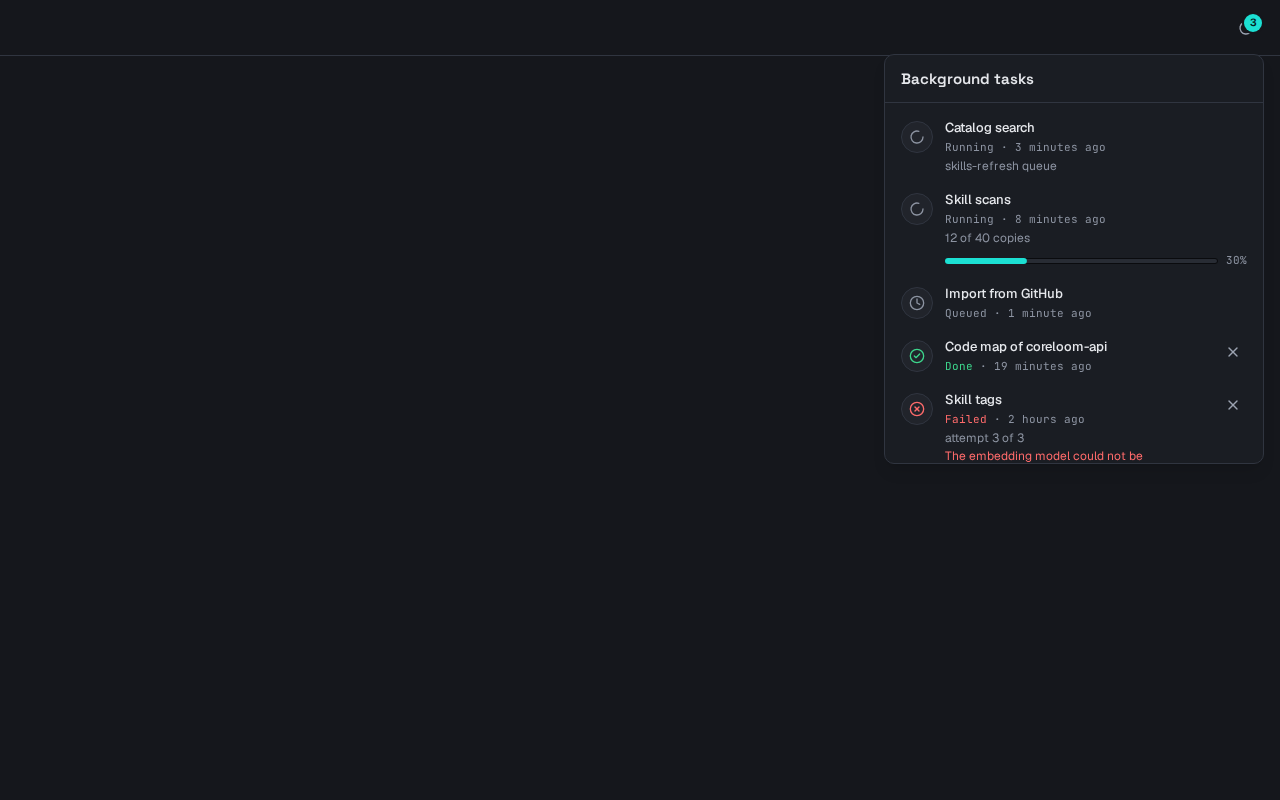 3
Background tasks
Catalog search
Running · 3 minutes ago
skills-refresh queue
Skill scans
Running · 8 minutes ago
12 of 40 copies
30%
Import from GitHub
Queued · 1 minute ago
Code map of coreloom-api
Done · 19 minutes ago
Skill tags
Failed · 2 hours ago
attempt 3 of 3
The embedding model could not be